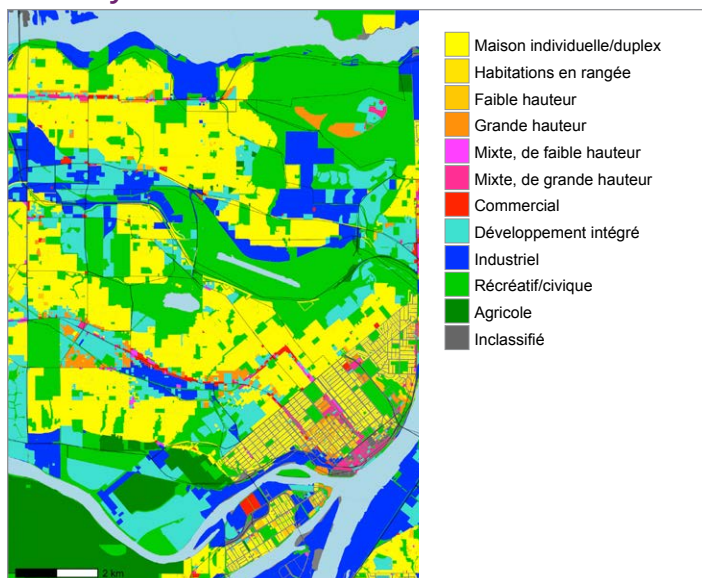 Maison individuelle/duplex
Habitations en rangée
Faible hauteur
Grande hauteur
Mixte, de faible hauteur
Mixte, de grande hauteur
Commercial
Développement intégré
Industriel
Récréatif/civique
Agricole
Inclassifié
2 km